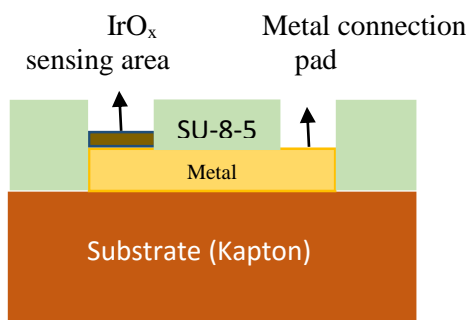 IrOx
sensing area
Metal connection
pad
SU-8-5
Metal
Substrate (Kapton)